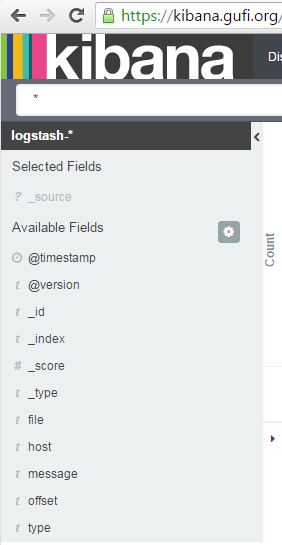 https://kibana.gufi.org/
kibana
Dis
*
logstash-*
Selected Fields
? _source
Available Fields
@timestamp
t @version
t _id
t _index
# _score
t _type
t file
t host
t message
t offset
t type
Count